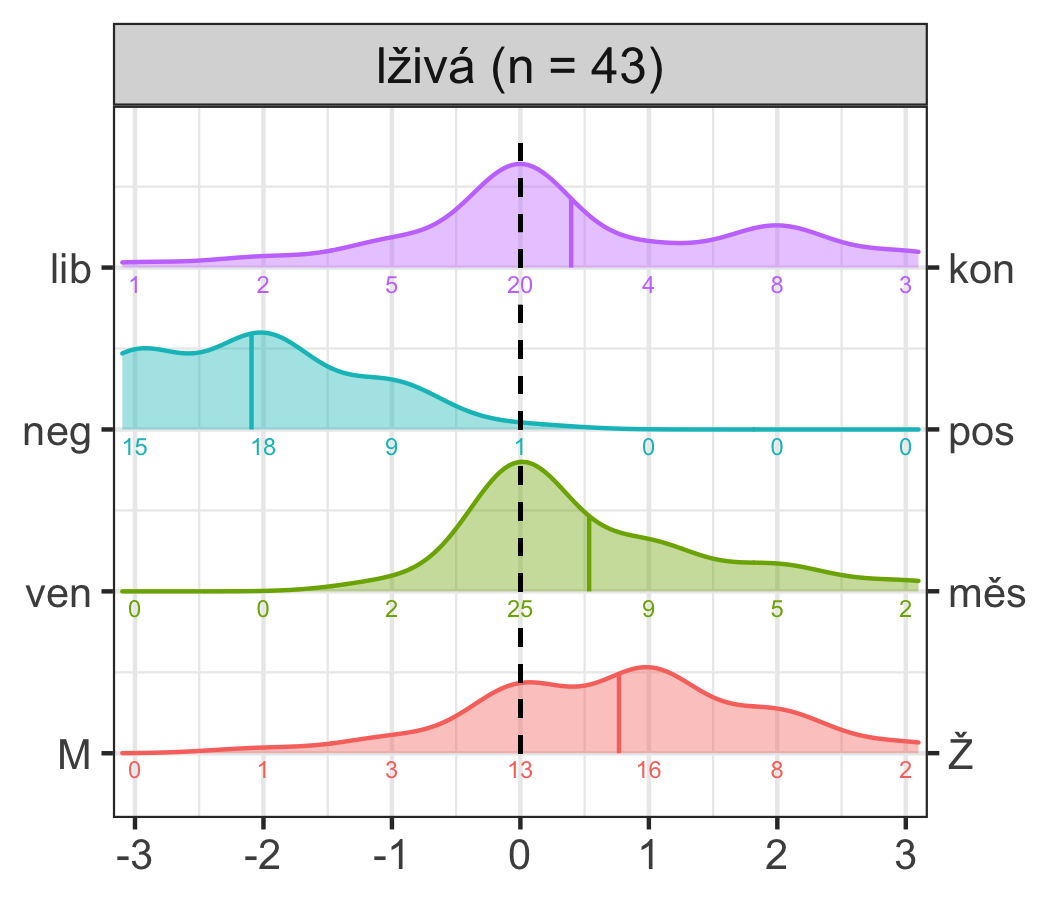 lživá (n = 43)
lib kon
1 2 5 20 4 8 3
neg pos
15 18 9 1 0 0 0
ven měs
0 0 2 25 9 5 2
M Ž
0 1 3 13 16 8 2
-3 -2 -1 0 1 2 3